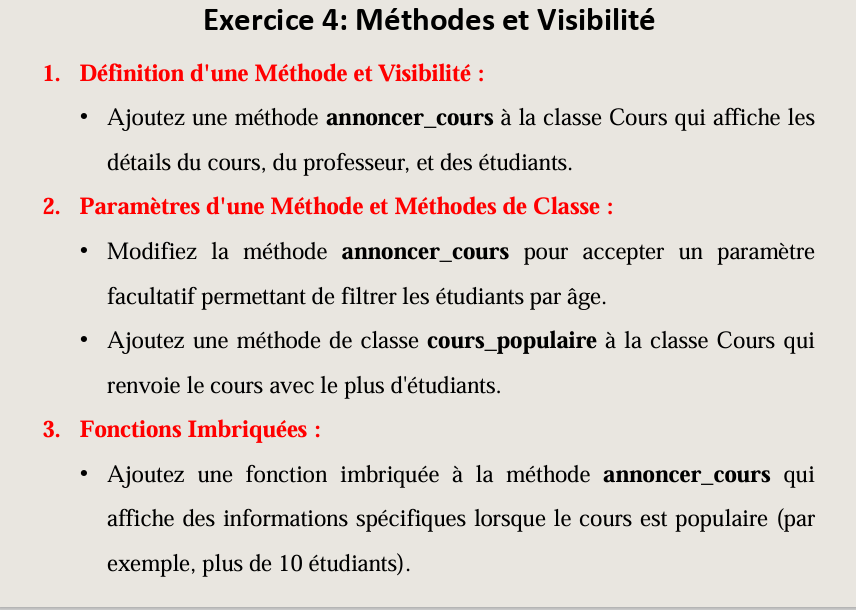 Exercice 4: Méthodes et Visibilité
1. Définition d'une Méthode et Visibilité :
• Ajoutez une méthode annoncer_cours à la classe Cours qui affiche les
détails du cours, du professeur, et des étudiants.
2. Paramètres d'une Méthode et Méthodes de Classe :
• Modifiez la méthode annoncer_cours pour accepter un paramètre
facultatif permettant de filtrer les étudiants par âge.
• Ajoutez une méthode de classe cours_populaire à la classe Cours qui
renvoie le cours avec le plus d'étudiants.
3. Fonctions Imbriquées :
• Ajoutez une fonction imbriquée à la méthode annoncer_cours qui
affiche des informations spécifiques lorsque le cours est populaire (par
exemple, plus de 10 étudiants).